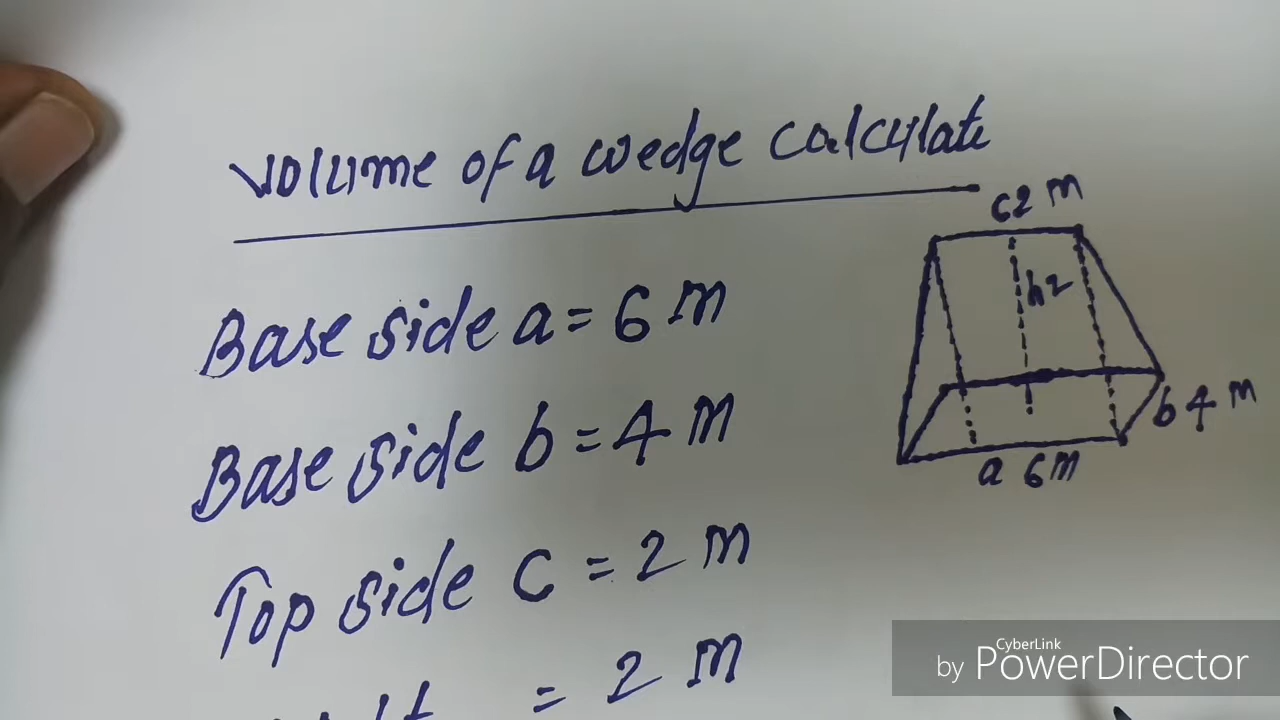 Volume of a wedge calculate
c2 m
h2
Base side a = 6 m
b 4 m
Base side b = 4 m
a 6m
Top side c = 2 m
= 2 m
CyberLink
by PowerDirector